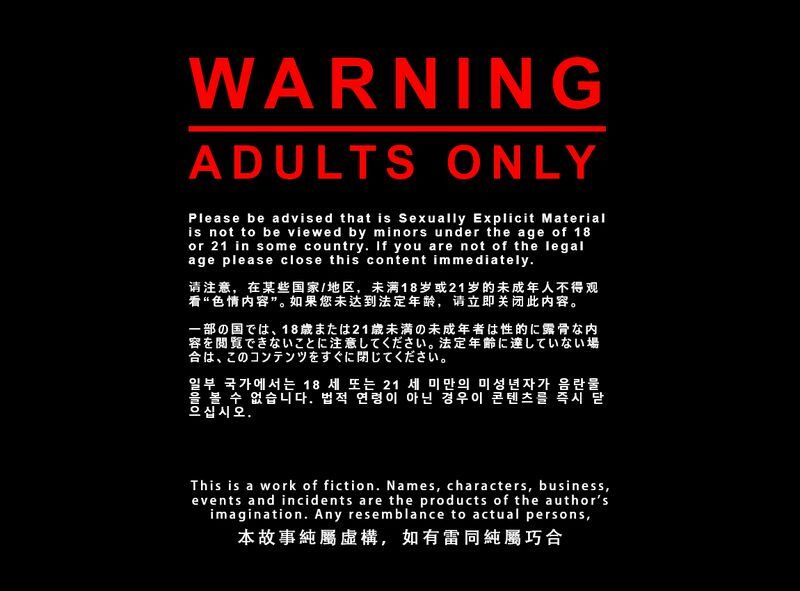 WARNING
ADULTS ONLY
Please be advised that is Sexually Explicit Material
is not to be viewed by minors under the age of 18
or 21 in some country. If you are not of the legal
age please close this content immediately.
请注意，在某些国家/地区，未满18岁或21岁的未成年人不得观
看“色情内容”。如果您未达到法定年龄，请立即关闭此内容。
一部の国では、18歳または21歳未満の未成年者は性的に露骨な内
容を閲覧できないことに注意してください。法定年齢に達していない場
合は、このコンテンツをすぐに閉じてください。
일부 국가에서는 18 세 또는 21 세 미만의 미성년자가 음란물
을 볼 수 없습니다. 법적 연령이 아닌 경우이 콘텐츠를 즉시 닫
으십시오.
This is a work of fiction. Names, characters, business,
events and incidents are the products of the author’s
imagination. Any resemblance to actual persons,
本故事純屬虛構，如有雷同純屬巧合